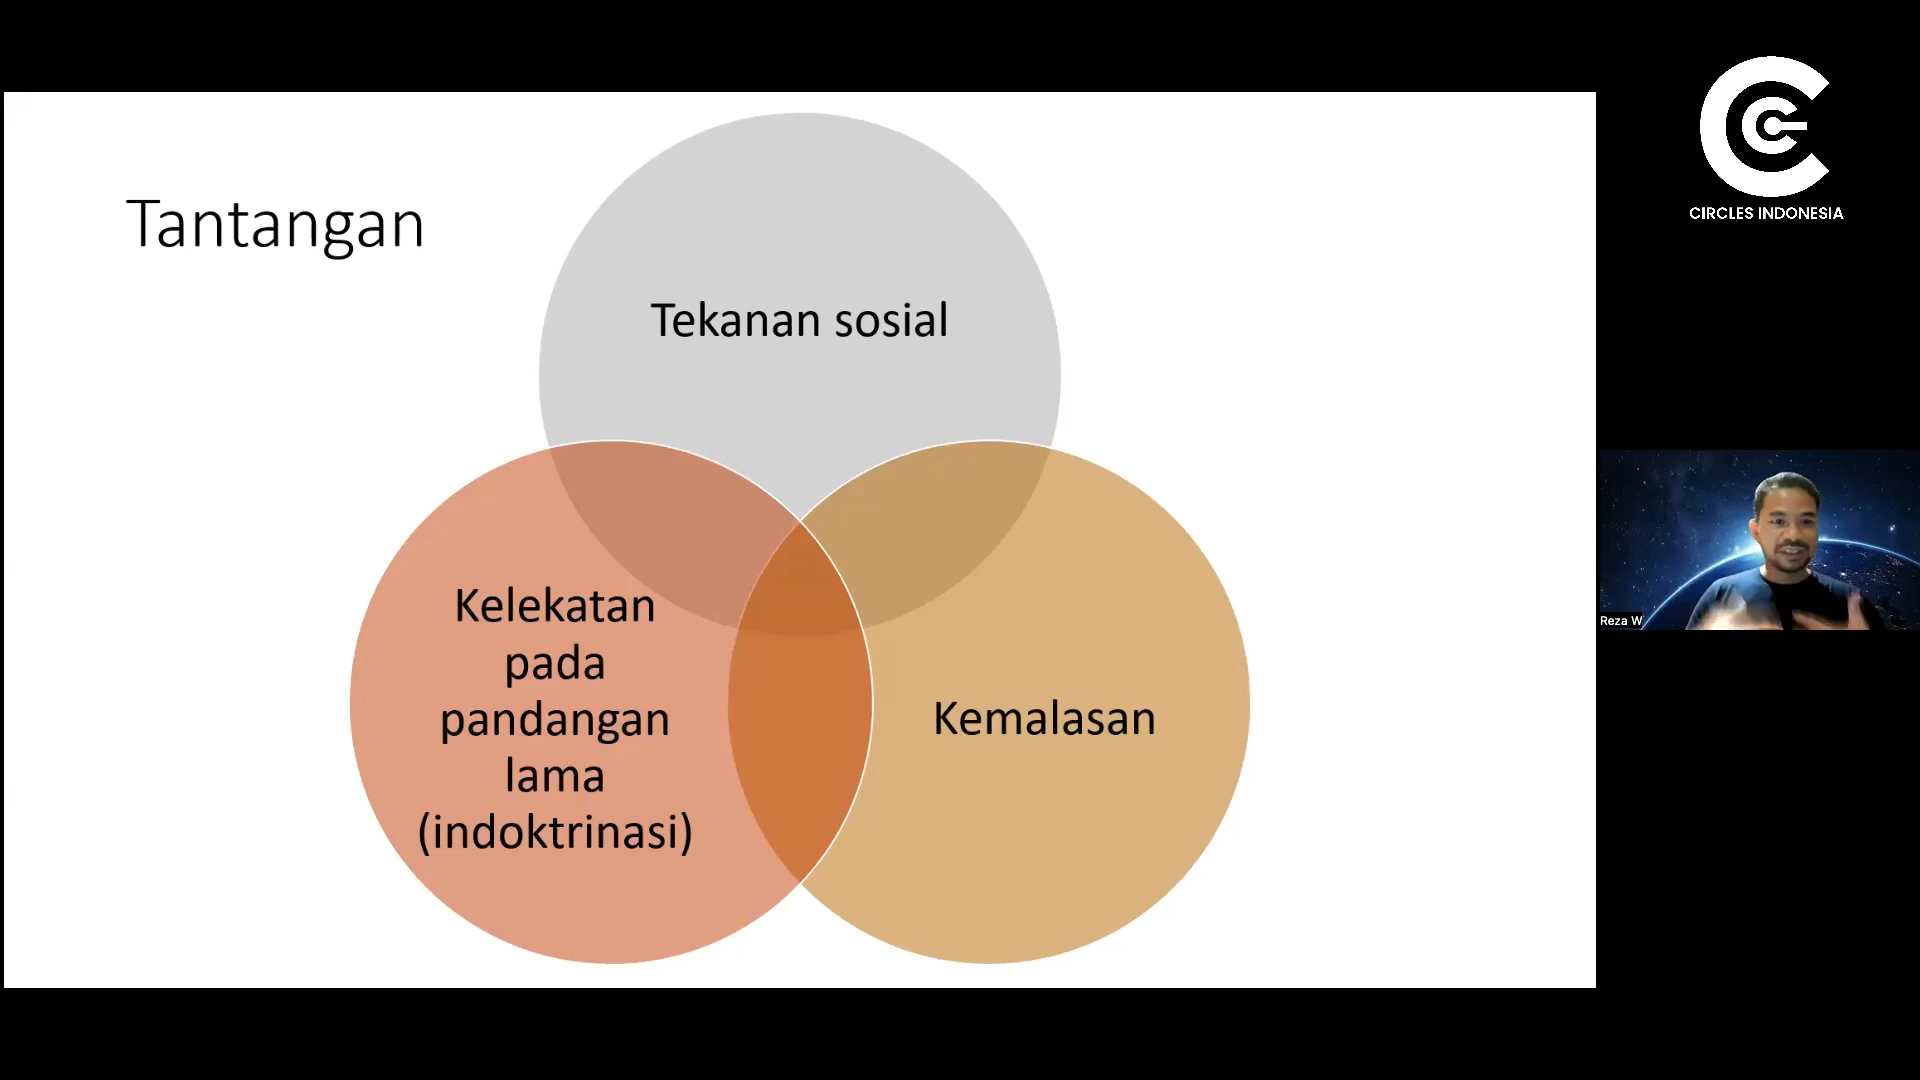 Tantangan
Tekanan sosial
Kelekatan
pada
pandangan
lama
(indoktrinasi)
Kemalasan
CIRCLES INDONESIA
Reza W